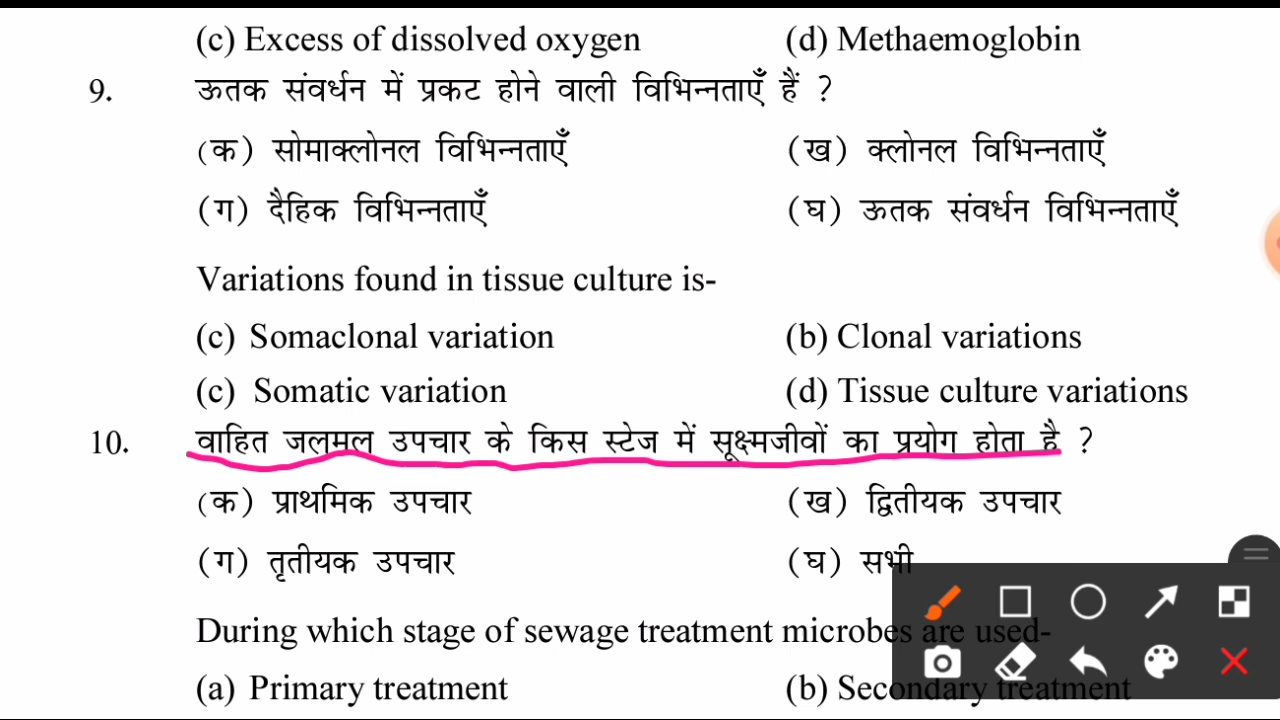 (c) Excess of dissolved oxygen (d) Methaemoglobin
9. ऊतक संवर्धन में प्रकट होने वाली विभिन्नताएँ हैं ?
(क) सोमाक्लोनल विभिन्नताएँ (ख) क्लोनल विभिन्नताएँ
(ग) दैहिक विभिन्नताएँ (घ) ऊतक संवर्धन विभिन्नताएँ
Variations found in tissue culture is-
(c) Somaclonal variation (b) Clonal variations
(c) Somatic variation (d) Tissue culture variations
10. वाहित जलमल उपचार के किस स्टेज में सूक्ष्मजीवों का प्रयोग होता है ?
(क) प्राथमिक उपचार (ख) द्वितीयक उपचार
(ग) तृतीयक उपचार (घ) सभी
During which stage of sewage treatment microbes are used-
(a) Primary treatment (b) Secondary treatment